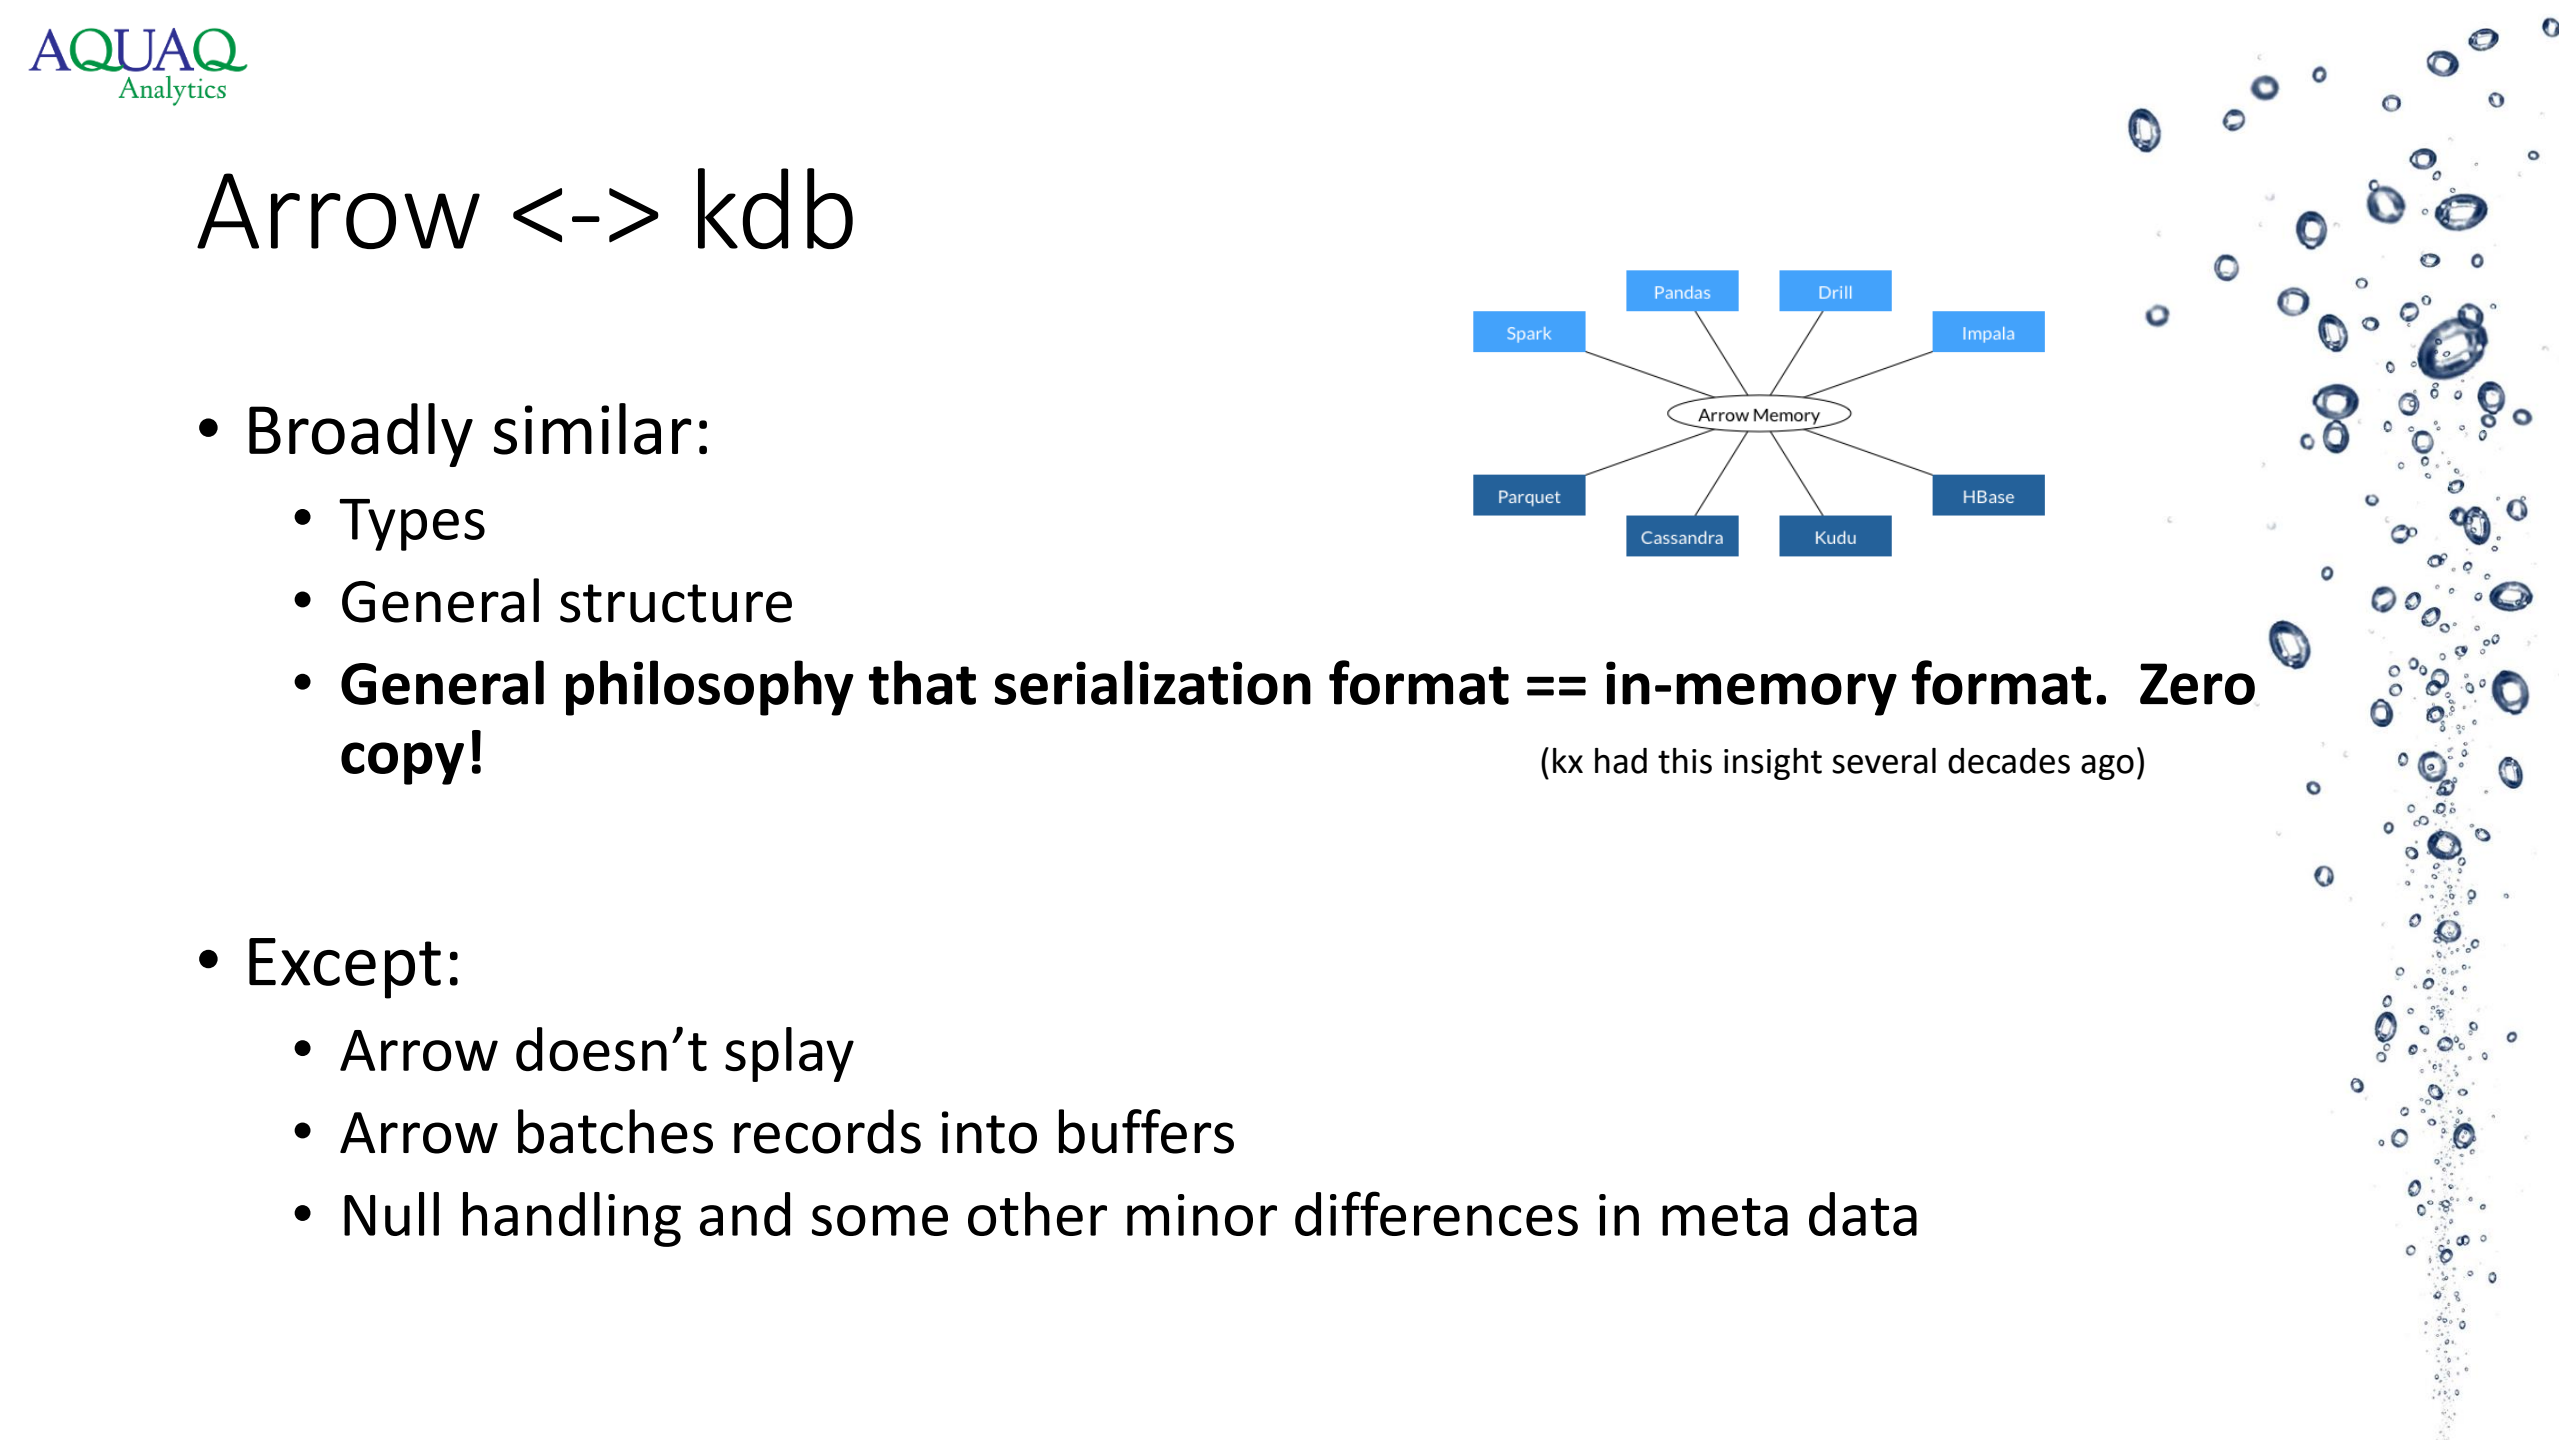 AQUAQ
Analytics
Arrow <-> kdb
Pandas
Drill
Spark
Impala
Arrow Memory
Parquet
HBase
Cassandra
Kudu
• Broadly similar:
• Types
• General structure
• General philosophy that serialization format == in-memory format.  Zero
copy!
(kx had this insight several decades ago)
• Except:
• Arrow doesn’t splay
• Arrow batches records into buffers
• Null handling and some other minor differences in meta data